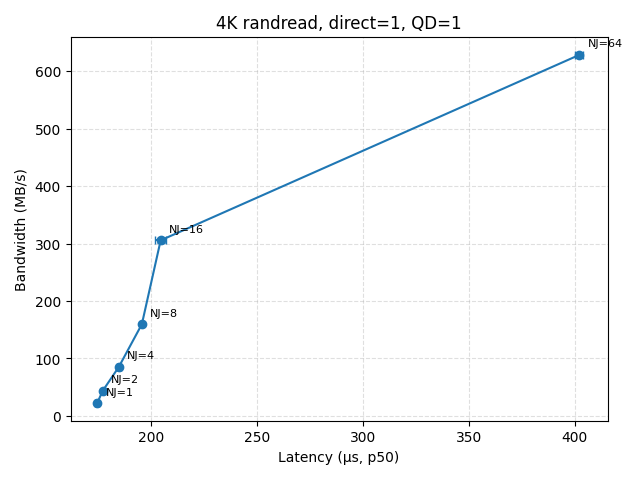 4K randread, direct=1, QD=1
Bandwidth (MB/s)
600
500
400
300
200
100
0
NJ=64
NJ=16
NJ=8
NJ=4
NJ=2
NJ=1
200
250
300
350
400
Latency (µs, p50)